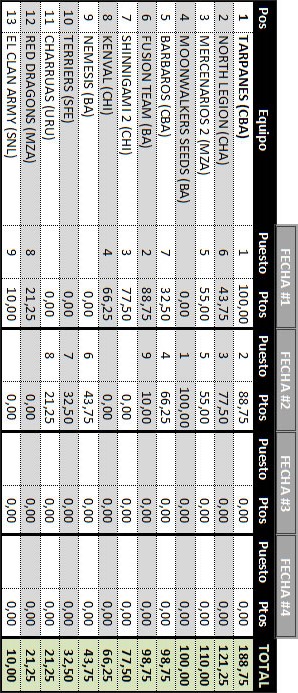 FECHA #1 FECHA #2 FECHA #3 FECHA #4
Pos Equipo Puesto Ptos Puesto Ptos Puesto Ptos Puesto Ptos TOTAL
1 TARPANES (CBA) 1 100,00 2 88,75 0,00 0,00 188,75
2 NORTH LEGION (CHA) 6 43,75 3 77,50 0,00 0,00 121,25
3 MERCENARIOS 2 (MZA) 5 55,00 5 55,00 0,00 0,00 110,00
4 MOONWALKERS SEEDS (BA) 0,00 1 100,00 0,00 0,00 100,00
5 BARBAROS (CBA) 7 32,50 4 66,25 0,00 0,00 98,75
6 FUSION TEAM (BA) 2 88,75 9 10,00 0,00 0,00 98,75
7 SHINNIGAMI 2 (CHI) 3 77,50 0,00 0,00 0,00 77,50
8 KENVAL (CHI) 4 66,25 0,00 0,00 0,00 66,25
9 NEMESIS (BA) 0,00 6 43,75 0,00 0,00 43,75
10 TERRIERS (SFE) 0,00 7 32,50 0,00 0,00 32,50
11 CHARRUAS (URU) 0,00 8 21,25 0,00 0,00 21,25
12 RED DRAGONS (MZA) 8 21,25 0,00 0,00 0,00 21,25
13 EL CLAN ARMY (SNL) 9 10,00 0,00 0,00 0,00 10,00